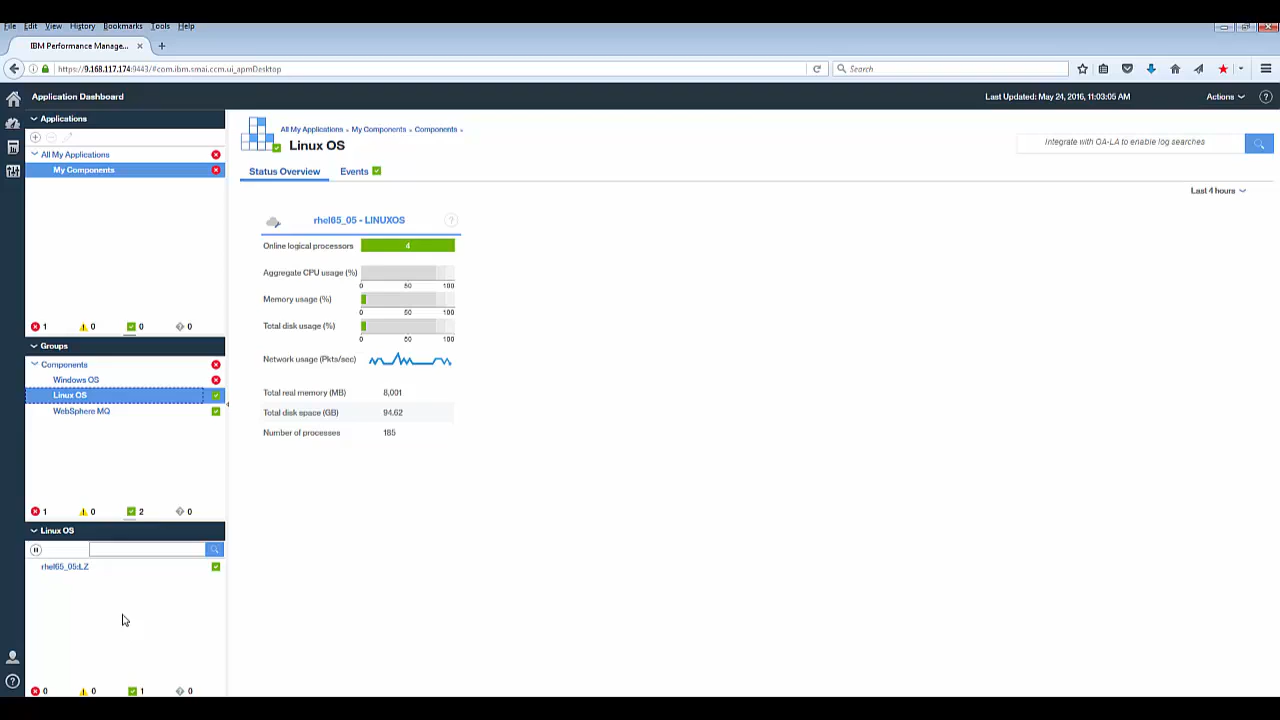 File Edit View History Bookmarks Tools Help
IBM Performance Manage... × +
https://9.168.117.174:9443/#com.ibm.smai.ccm.ui_apmDesktop
Search
Application Dashboard
Last Updated: May 24, 2016, 11:03:05 AM
Actions
Applications
All My Applications
My Components
1 0 0 0
Groups
Components
Windows OS
Linux OS
WebSphere MQ
1 0 2 0
Linux OS
rhel65_05:LZ
0 0 1 0
All My Applications > My Components > Components >
Linux OS
Integrate with OA-LA to enable log searches
Status Overview Events
Last 4 hours
rhel65_05 - LINUXOS
Online logical processors 4
Aggregate CPU usage (%)
0 50 100
Memory usage (%)
0 50 100
Total disk usage (%)
0 50 100
Network usage (Pkts/sec)
Total real memory (MB) 8,001
Total disk space (GB) 94.62
Number of processes 185